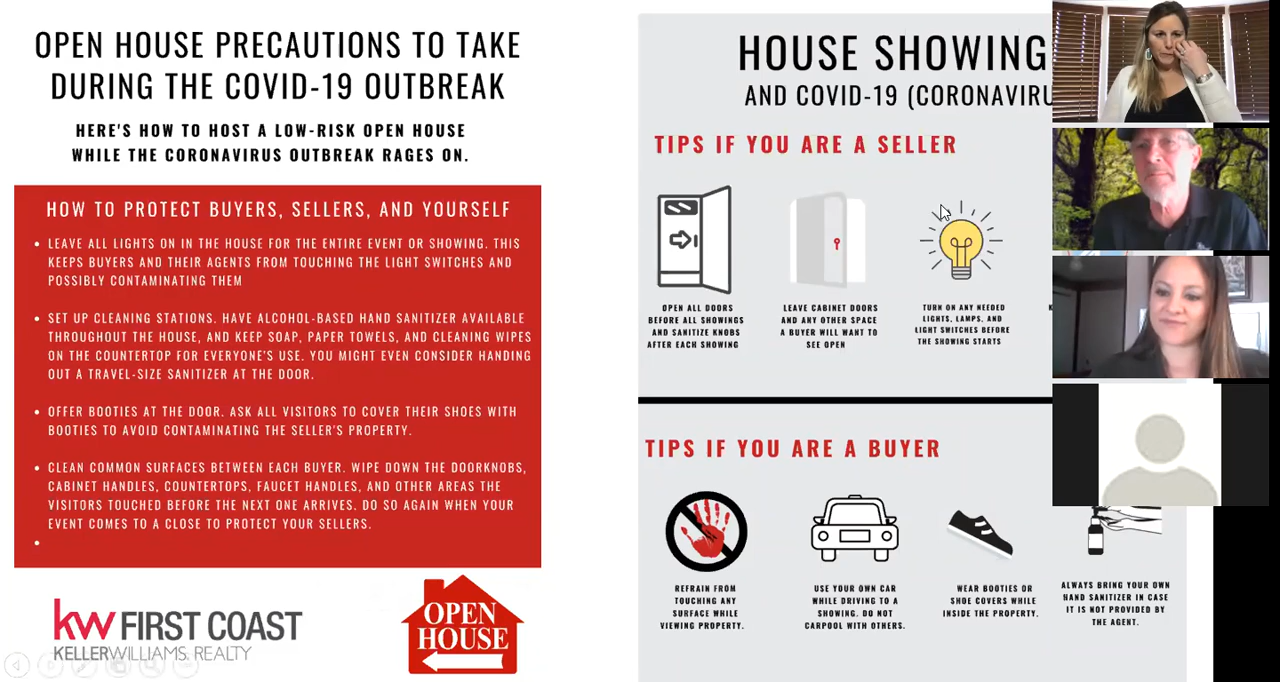 OPEN HOUSE PRECAUTIONS TO TAKE
DURING THE COVID-19 OUTBREAK
HERE'S HOW TO HOST A LOW-RISK OPEN HOUSE
WHILE THE CORONAVIRUS OUTBREAK RAGES ON.
HOW TO PROTECT BUYERS, SELLERS, AND YOURSELF
• LEAVE ALL LIGHTS ON IN THE HOUSE FOR THE ENTIRE EVENT OR SHOWING. THIS
KEEPS BUYERS AND THEIR AGENTS FROM TOUCHING THE LIGHT SWITCHES AND
POSSIBLY CONTAMINATING THEM
• SET UP CLEANING STATIONS. HAVE ALCOHOL-BASED HAND SANITIZER AVAILABLE
THROUGHOUT THE HOUSE, AND KEEP SOAP, PAPER TOWELS, AND CLEANING WIPES
ON THE COUNTERTOP FOR EVERYONE'S USE. YOU MIGHT EVEN CONSIDER HANDING
OUT A TRAVEL-SIZE SANITIZER AT THE DOOR.
• OFFER BOOTIES AT THE DOOR. ASK ALL VISITORS TO COVER THEIR SHOES WITH
BOOTIES TO AVOID CONTAMINATING THE SELLER'S PROPERTY.
• CLEAN COMMON SURFACES BETWEEN EACH BUYER. WIPE DOWN THE DOORKNOBS,
CABINET HANDLES, COUNTERTOPS, FAUCET HANDLES, AND OTHER AREAS THE
VISITORS TOUCHED BEFORE THE NEXT ONE ARRIVES. DO SO AGAIN WHEN YOUR
EVENT COMES TO A CLOSE TO PROTECT YOUR SELLERS.
kw FIRST COAST
KELLERWILLIAMS. REALTY
OPEN
HOUSE
HOUSE SHOWING
AND COVID-19 (CORONAVIRU
TIPS IF YOU ARE A SELLER
OPEN ALL DOORS
BEFORE ALL SHOWINGS
AND SANITIZE KNOBS
AFTER EACH SHOWING
LEAVE CABINET DOORS
AND ANY OTHER SPACE
A BUYER WILL WANT TO
SEE OPEN
TURN ON ANY NEEDED
LIGHTS, LAMPS, AND
LIGHT SWITCHES BEFORE
THE SHOWING STARTS
TIPS IF YOU ARE A BUYER
REFRAIN FROM
TOUCHING ANY
SURFACE WHILE
VIEWING PROPERTY.
USE YOUR OWN CAR
WHILE DRIVING TO A
SHOWING. DO NOT
CARPOOL WITH OTHERS.
WEAR BOOTIES OR
SHOE COVERS WHILE
INSIDE THE PROPERTY.
ALWAYS BRING YOUR OWN
HAND SANITIZER IN CASE
IT IS NOT PROVIDED BY
THE AGENT.